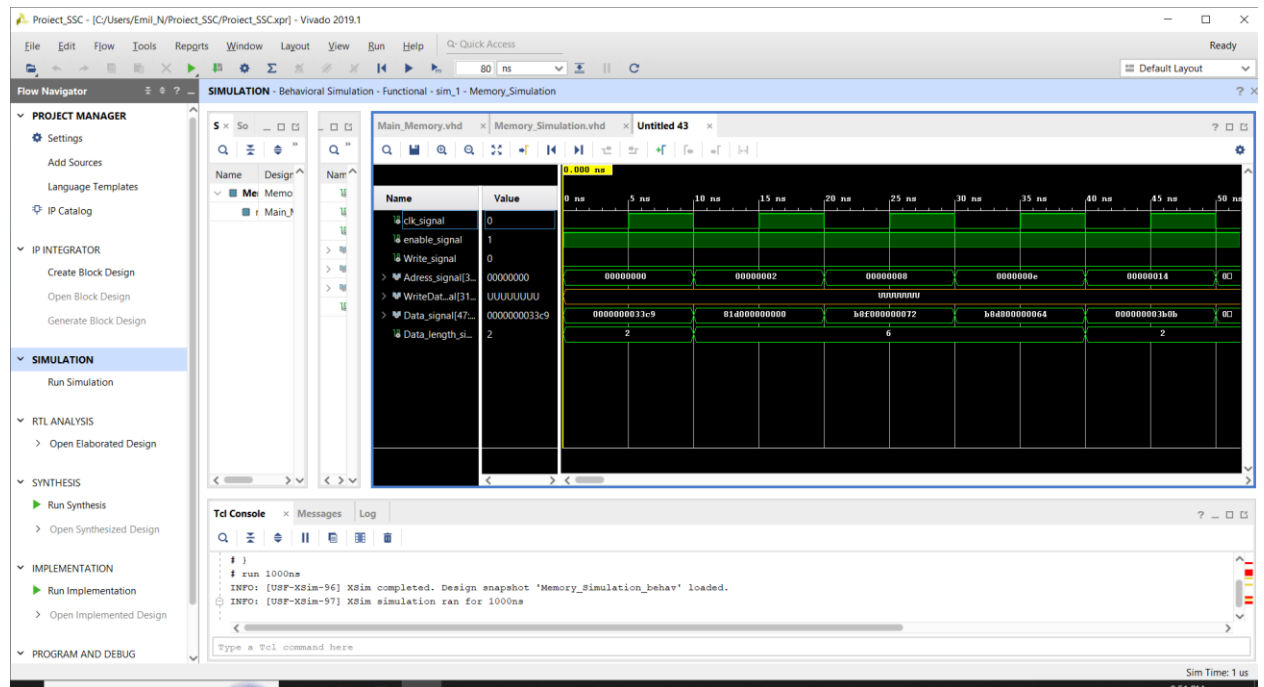 Proiect_SSC - [C:/Users/Emil_N/Proiect_SSC/Proiect_SSC.xpr] - Vivado 2019.1
File Edit Flow Tools Reports Window Layout View Run Help Q- Quick Access Ready
80 ns Default Layout
Flow Navigator
SIMULATION - Behavioral Simulation - Functional - sim_1 - Memory_Simulation
PROJECT MANAGER
Settings
Add Sources
Language Templates
IP Catalog
IP INTEGRATOR
Create Block Design
Open Block Design
Generate Block Design
SIMULATION
Run Simulation
RTL ANALYSIS
Open Elaborated Design
SYNTHESIS
Run Synthesis
Open Synthesized Design
IMPLEMENTATION
Run Implementation
Open Implemented Design
PROGRAM AND DEBUG
S So
Name Design
Me Memo
r Main_M
Nam
Main_Memory.vhd Memory_Simulation.vhd Untitled 43
0.000 ns
Name Value 0 ns 5 ns 10 ns 15 ns 20 ns 25 ns 30 ns 35 ns 40 ns 45 ns 50 ns
clk_signal 0
enable_signal 1
Write_signal 0
Adress_signal[3... 00000000 00000000 00000002 00000008 0000000e 00000014
WriteDat...al[31... UUUUUUUU UUUUUUUU
Data_signal[47:... 0000000033c9 0000000033c9 81d000000000 b8f000000072 b8d800000064 000000003b0b
Data_length_si... 2 2 6 2
Tcl Console Messages Log
# }
# run 1000ns
INFO: [USF-XSim-96] XSim completed. Design snapshot 'Memory_Simulation_behav' loaded.
INFO: [USF-XSim-97] XSim simulation ran for 1000ns
Type a Tcl command here
Sim Time: 1 us